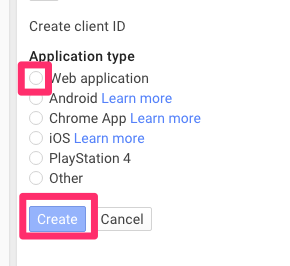 Create client ID
Application type
Web application
Android Learn more
Chrome App Learn more
iOS Learn more
PlayStation 4
Other
Create Cancel